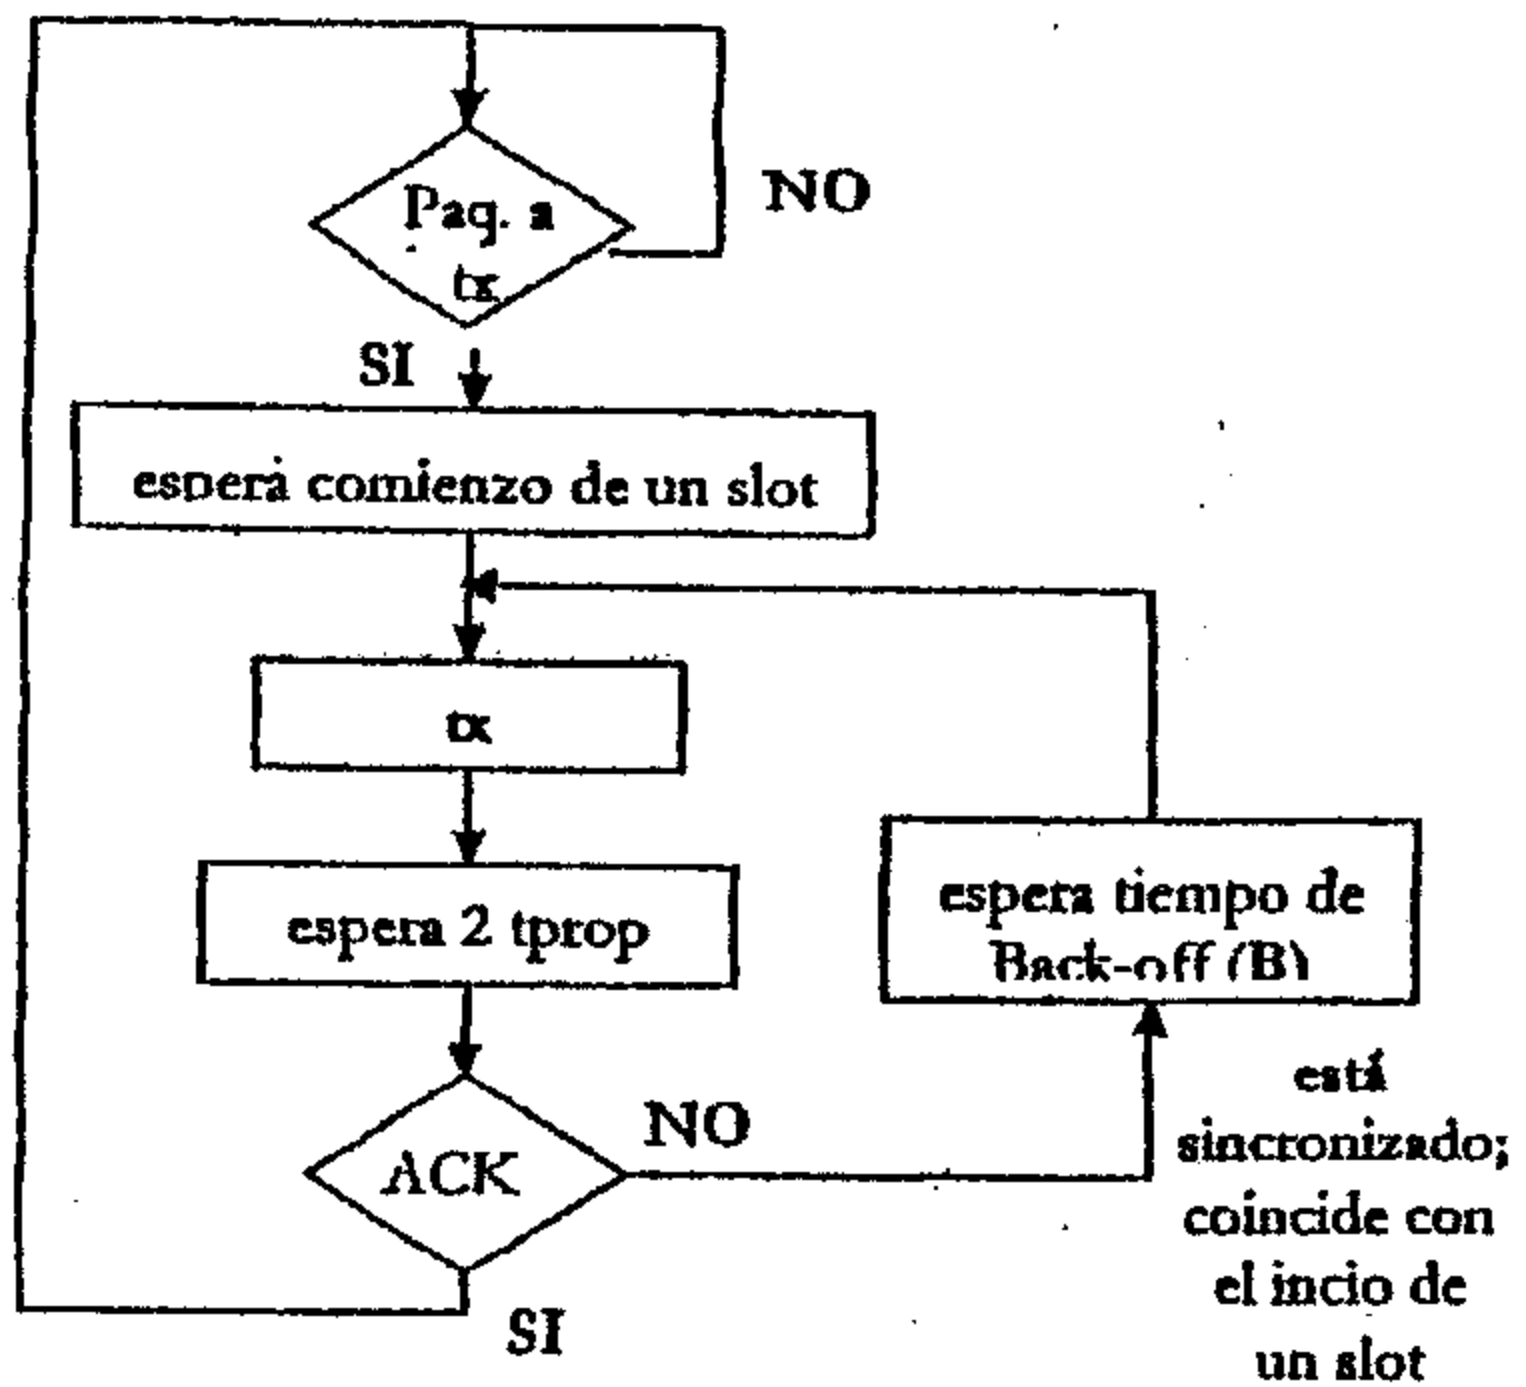 NO
Paq. a
tx
SI
espera comienzo de un slot
tx
espera 2 tprop
espera tiempo de
Back-off (B)
ACK
NO
SI
está
sincronizado;
coincide con
el incio de
un slot